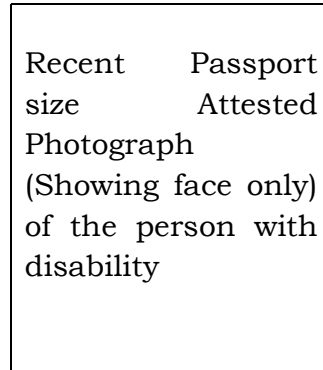 Recent Passport
size Attested
Photograph
(Showing face only)
of the person with
disability